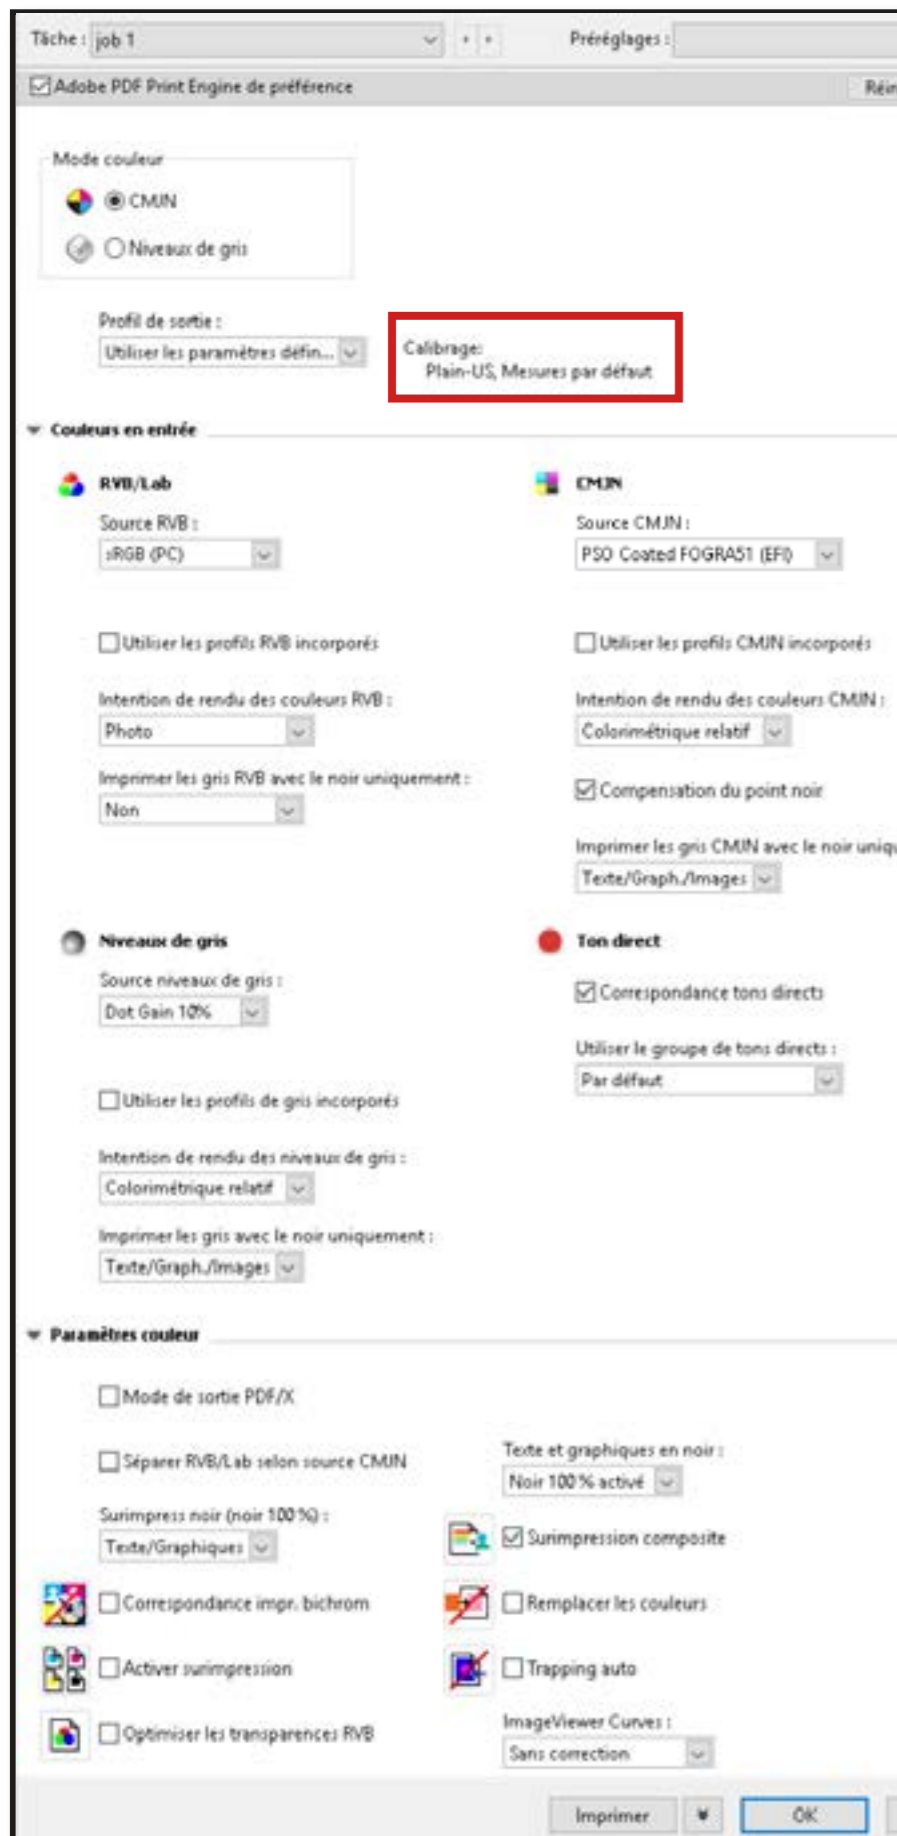 Tâche : job 1 Préréglages :
Adobe PDF Print Engine de préférence
Mode couleur
CMJN
Niveaux de gris
Profil de sortie :
Utiliser les paramètres défin...
Calibrage:
Plain-US, Mesures par défaut
Couleurs en entrée
RVB/Lab
Source RVB :
sRGB (PC)
Utiliser les profils RVB incorporés
Intention de rendu des couleurs RVB :
Photo
Imprimer les gris RVB avec le noir uniquement :
Non
CMJN
Source CMJN :
PSO Coated FOGRA51 (EFI)
Utiliser les profils CMJN incorporés
Intention de rendu des couleurs CMJN :
Colorimétrique relatif
Compensation du point noir
Imprimer les gris CMJN avec le noir uniqu
Texte/Graph./Images
Niveaux de gris
Source niveaux de gris :
Dot Gain 10%
Utiliser les profils de gris incorporés
Intention de rendu des niveaux de gris :
Colorimétrique relatif
Imprimer les gris avec le noir uniquement :
Texte/Graph./Images
Ton direct
Correspondance tons directs
Utiliser le groupe de tons directs :
Par défaut
Paramètres couleur
Mode de sortie PDF/X
Séparer RVB/Lab selon source CMJN
Surimpress noir (noir 100 %) :
Texte/Graphiques
Correspondance impr. bichrom
Activer surimpression
Optimiser les transparences RVB
Texte et graphiques en noir :
Noir 100 % activé
Surimpression composite
Remplacer les couleurs
Trapping auto
ImageViewer Curves :
Sans correction
Imprimer OK